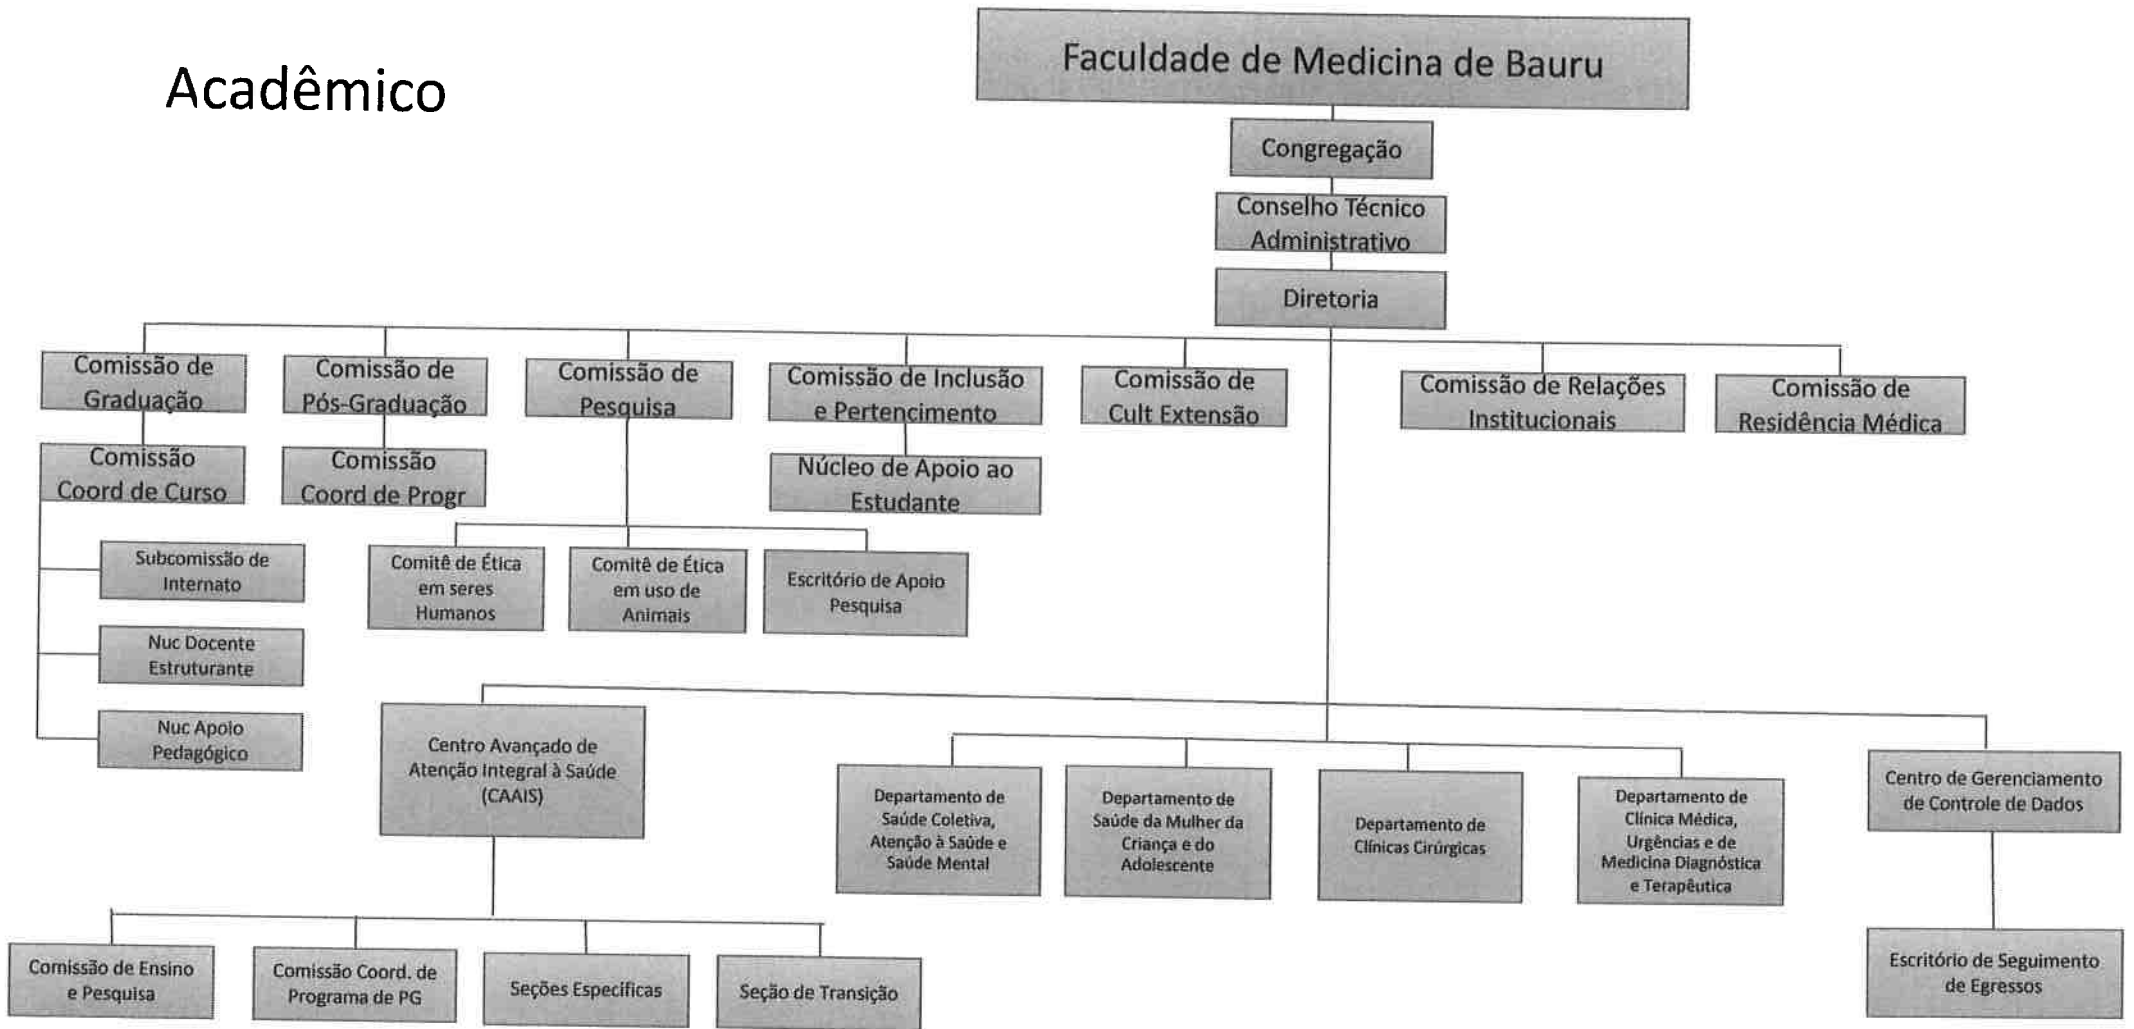 Acadêmico
Faculdade de Medicina de Bauru
Congregação
Conselho Técnico
Administrativo
Diretoria
Comissão de
Graduação
Comissão de
Pós-Graduação
Comissão de
Pesquisa
Comissão de Inclusão
e Pertencimento
Comissão de
Cult Extensão
Comissão de Relações
Institucionais
Comissão de
Residência Médica
Comissão
Coord de Curso
Comissão
Coord de Progr
Núcleo de Apoio ao
Estudante
Subcomissão de
Internato
Nuc Docente
Estruturante
Nuc Apoio
Pedagógico
Comitê de Ética
em seres
Humanos
Comitê de Ética
em uso de
Animais
Escritório de Apoio
Pesquisa
Centro Avançado de
Atenção Integral à Saúde
(CAAIS)
Departamento de
Saúde Coletiva,
Atenção à Saúde e
Saúde Mental
Departamento de
Saúde da Mulher da
Criança e do
Adolescente
Departamento de
Clínicas Cirúrgicas
Departamento de
Clínica Médica,
Urgências e de
Medicina Diagnóstica
e Terapêutica
Centro de Gerenciamento
de Controle de Dados
Comissão de Ensino
e Pesquisa
Comissão Coord. de
Programa de PG
Seções Especificas
Seção de Transição
Escritório de Seguimento
de Egressos